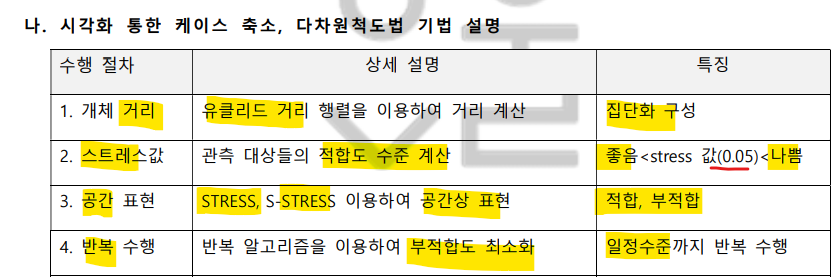 나. 시각화 통한 케이스 축소, 다차원척도법 기법 설명
수행 절차 상세 설명 특징
1. 개체 거리 유클리드 거리 행렬을 이용하여 거리 계산 집단화 구성
2. 스트레스값 관측 대상들의 적합도 수준 계산 좋음<stress 값(0.05)<나쁨
3. 공간 표현 STRESS, S-STRESS 이용하여 공간상 표현 적합, 부적합
4. 반복 수행 반복 알고리즘을 이용하여 부적합도 최소화 일정수준까지 반복 수행